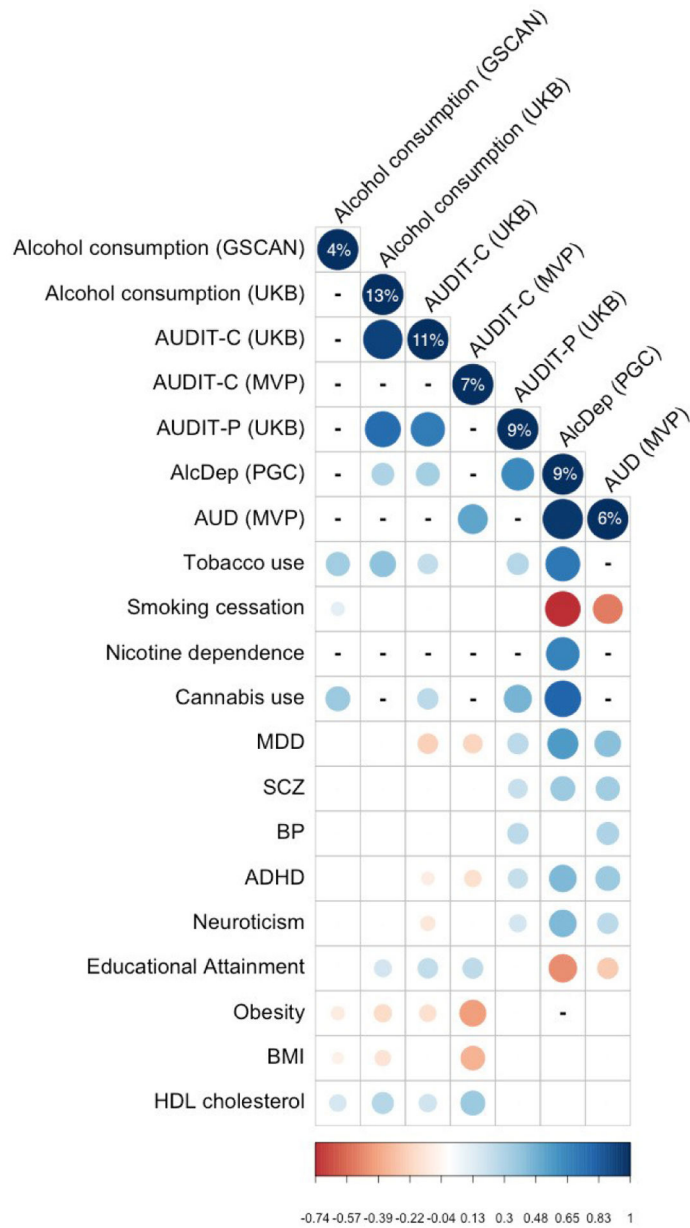 Alcohol consumption (GSCAN)
Alcohol consumption (UKB)
AUDIT-C (UKB)
AUDIT-C (MVP)
AUDIT-P (UKB)
AlcDep (PGC)
AUD (MVP)
Alcohol consumption (GSCAN) 4%
Alcohol consumption (UKB) - 13%
AUDIT-C (UKB) - 11%
AUDIT-C (MVP) - - - 7%
AUDIT-P (UKB) - - 9%
AlcDep (PGC) - - 9%
AUD (MVP) - - - - 6%
Tobacco use -
Smoking cessation
Nicotine dependence - - - - - -
Cannabis use - - -
MDD
SCZ
BP
ADHD
Neuroticism
Educational Attainment
Obesity -
BMI
HDL cholesterol
-0.74 -0.57 -0.39 -0.22 -0.04 0.13 0.3 0.48 0.65 0.83 1